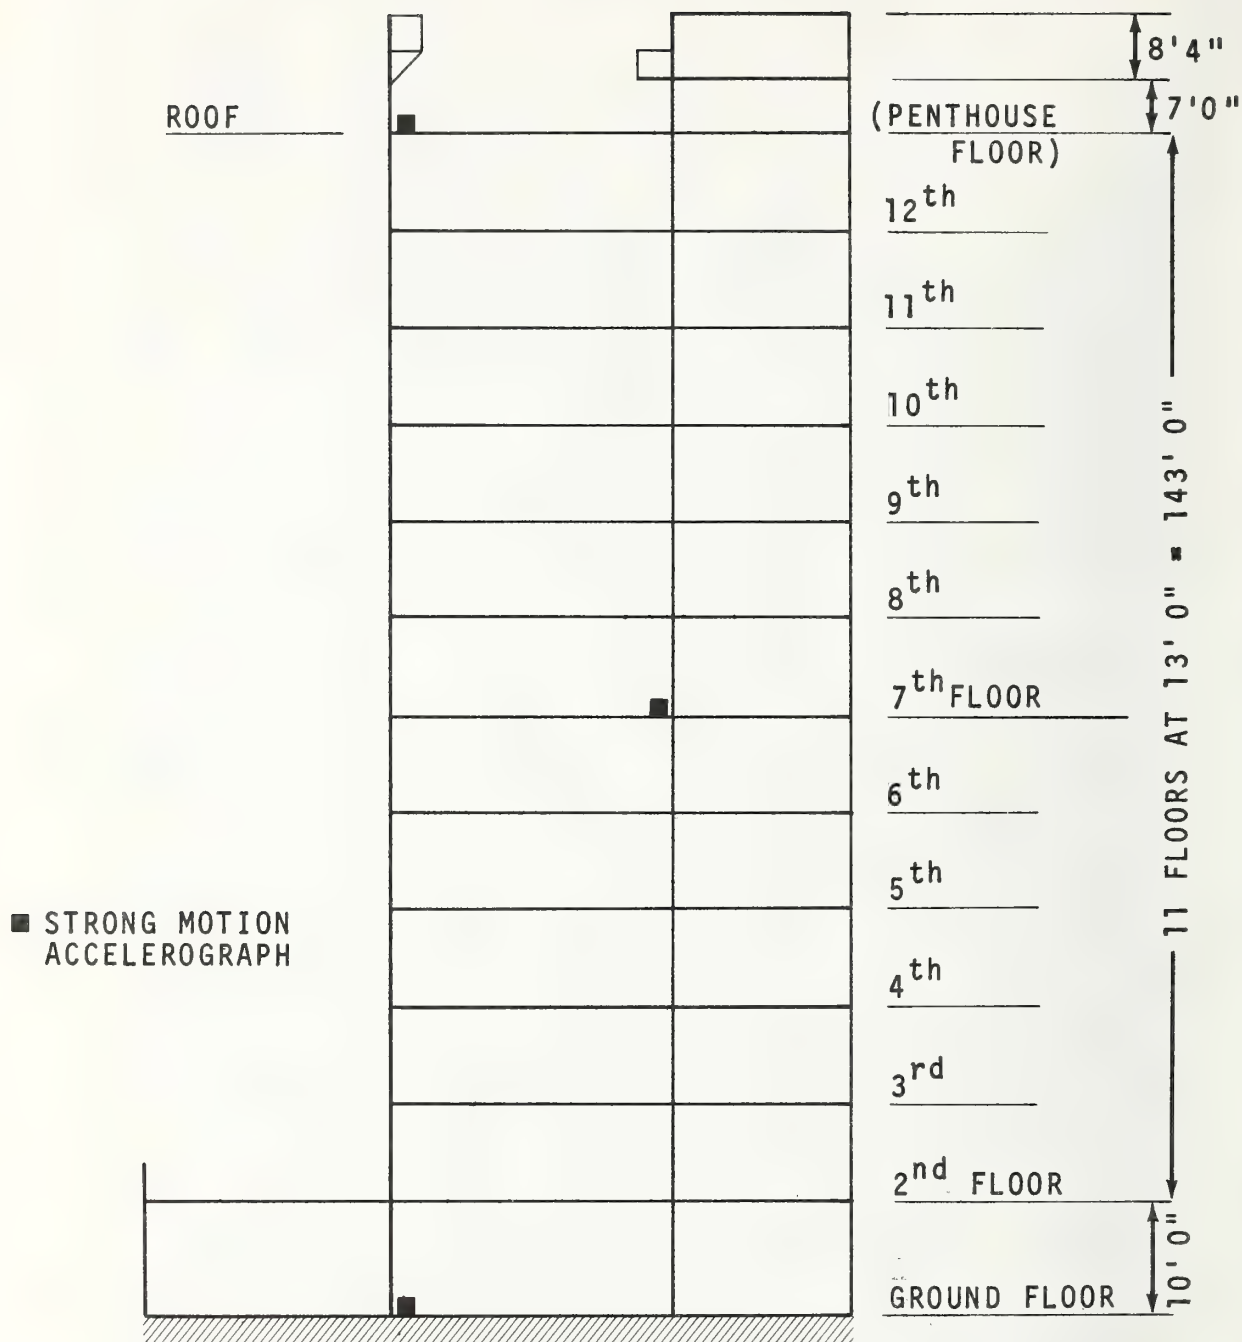 8'4"
7'0"
ROOF
(PENTHOUSE
FLOOR)
12th
11th
10th
9th
8th
7th FLOOR
6th
5th
4th
3rd
2nd FLOOR
GROUND FLOOR
11 FLOORS AT 13'0" = 143'0"
10'0"
■ STRONG MOTION
ACCELEROGRAPH